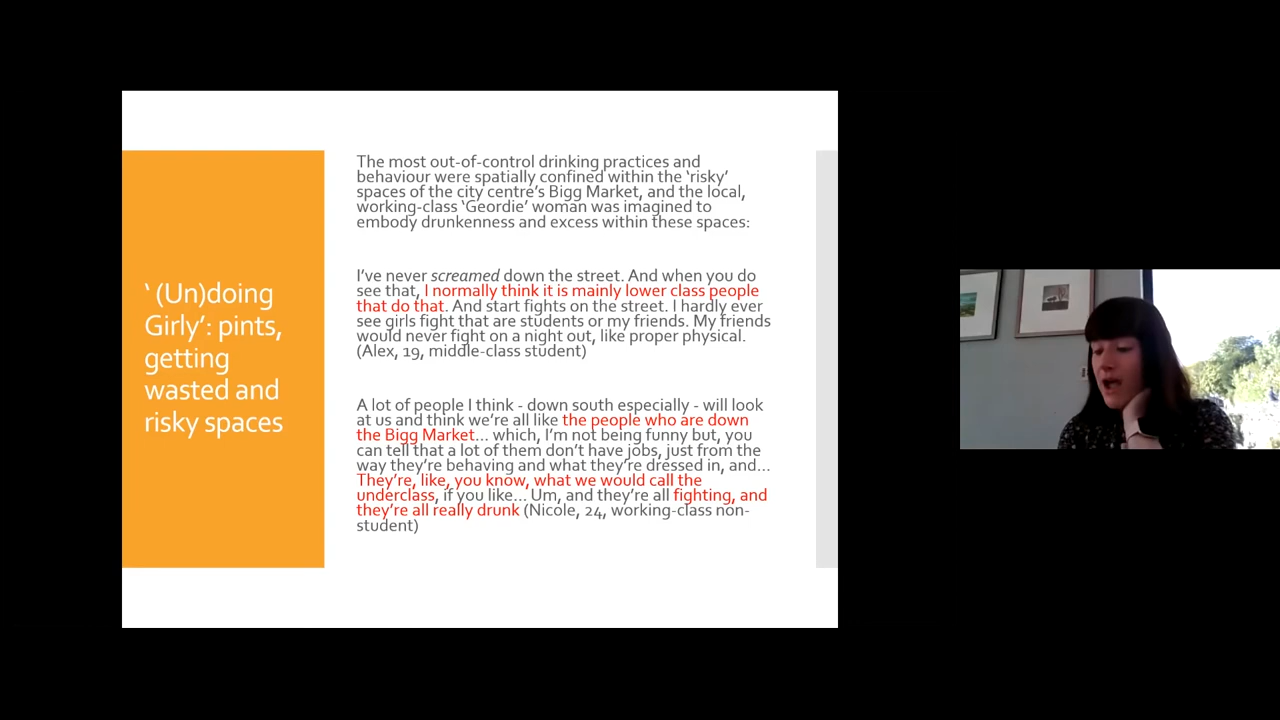 ‘ (Un)doing
Girly’: pints,
getting
wasted and
risky spaces
The most out-of-control drinking practices and
behaviour were spatially confined within the ‘risky’
spaces of the city centre’s Bigg Market, and the local,
working-class ‘Geordie’ woman was imagined to
embody drunkenness and excess within these spaces:
I’ve never screamed down the street. And when you do
see that, I normally think it is mainly lower class people
that do that. And start fights on the street. I hardly ever
see girls fight that are students or my friends. My friends
would never fight on a night out, like proper physical.
(Alex, 19, middle-class student)
A lot of people I think - down south especially - will look
at us and think we’re all like the people who are down
the Bigg Market... which, I’m not being funny but, you
can tell that a lot of them don’t have jobs, just from the
way they’re behaving and what they’re dressed in, and...
They’re, like, you know, what we would call the
underclass, if you like... Um, and they’re all fighting, and
they’re all really drunk (Nicole, 24, working-class non-
student)